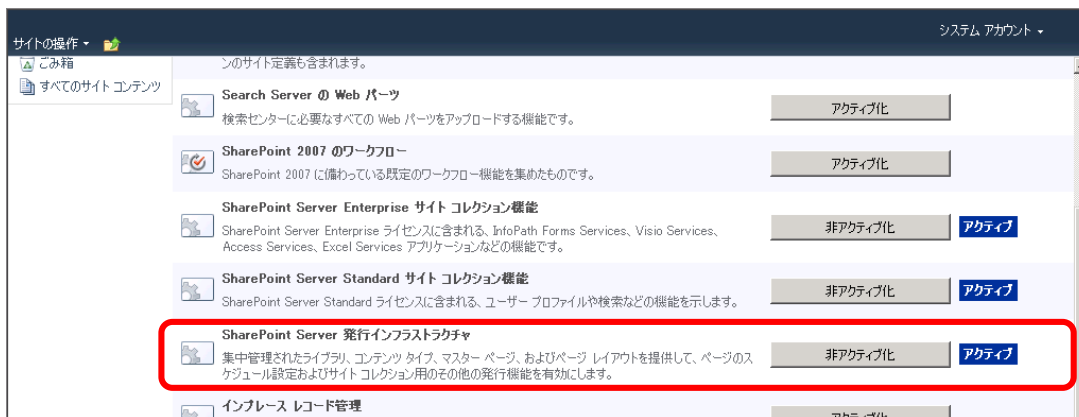 システム アカウント
サイトの操作
ごみ箱
すべてのサイト コンテンツ
ンのサイト定義も含まれます。
Search Server の Web パーツ
検索センターに必要なすべての Web パーツをアップロードする機能です。
アクティブ化
SharePoint 2007 のワークフロー
SharePoint 2007 に備わっている既定のワークフロー機能を集めたものです。
アクティブ化
SharePoint Server Enterprise サイト コレクション機能
SharePoint Server Enterprise ライセンスに含まれる、InfoPath Forms Services、Visio Services、
Access Services、Excel Services アプリケーションなどの機能です。
非アクティブ化
アクティブ
SharePoint Server Standard サイト コレクション機能
SharePoint Server Standard ライセンスに含まれる、ユーザー プロファイルや検索などの機能を示します。
非アクティブ化
アクティブ
SharePoint Server 発行インフラストラクチャ
集中管理されたライブラリ、コンテンツ タイプ、マスター ページ、およびページ レイアウトを提供して、ページのス
ケジュール設定およびサイト コレクション用のその他の発行機能を有効にします。
非アクティブ化
アクティブ
インプレース レコード管理
アクティブ化